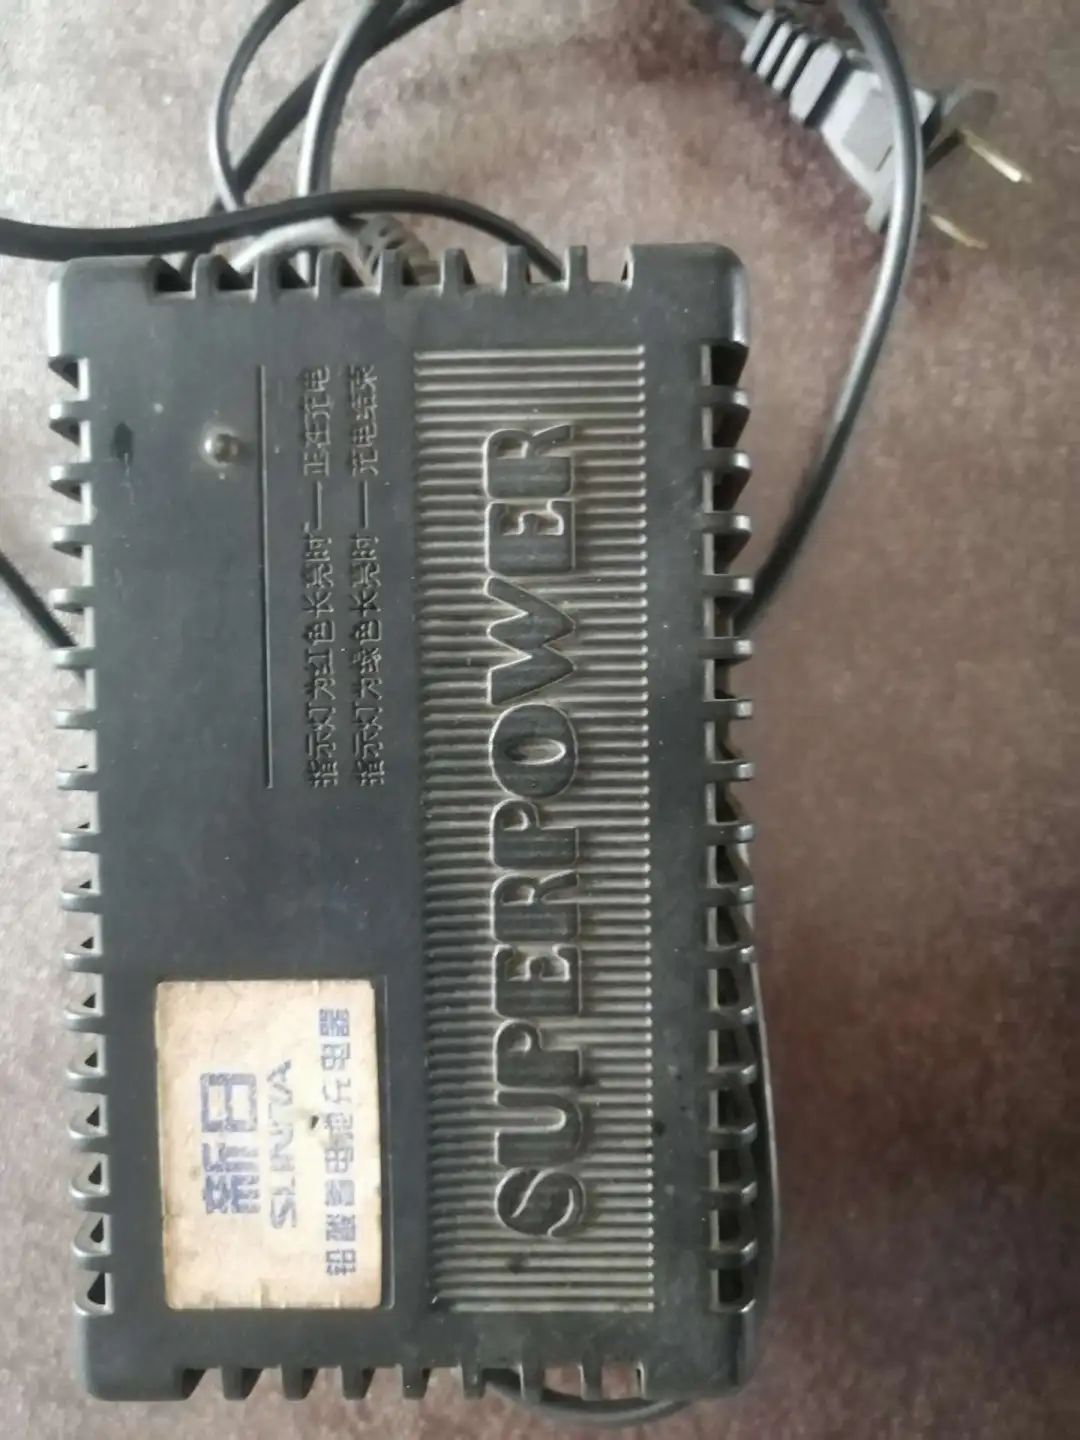 指示灯为红色长亮时——正在充电
指示灯为绿色长亮时——充电结束
SUPERPOWER
新日
SUNRA
铅酸蓄电池充电器